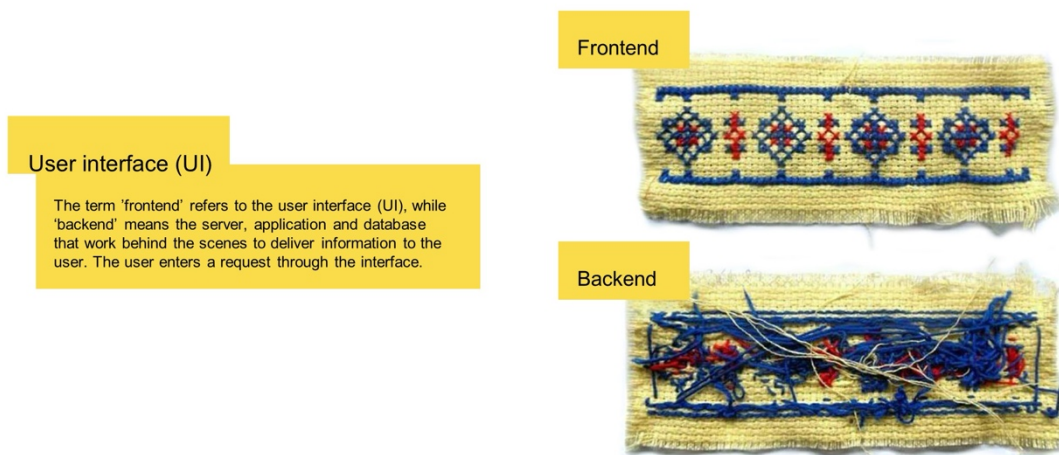 User interface (UI)
The term 'frontend' refers to the user interface (UI), while
‘backend’ means the server, application and database
that work behind the scenes to deliver information to the
user. The user enters a request through the interface.
Frontend
Backend